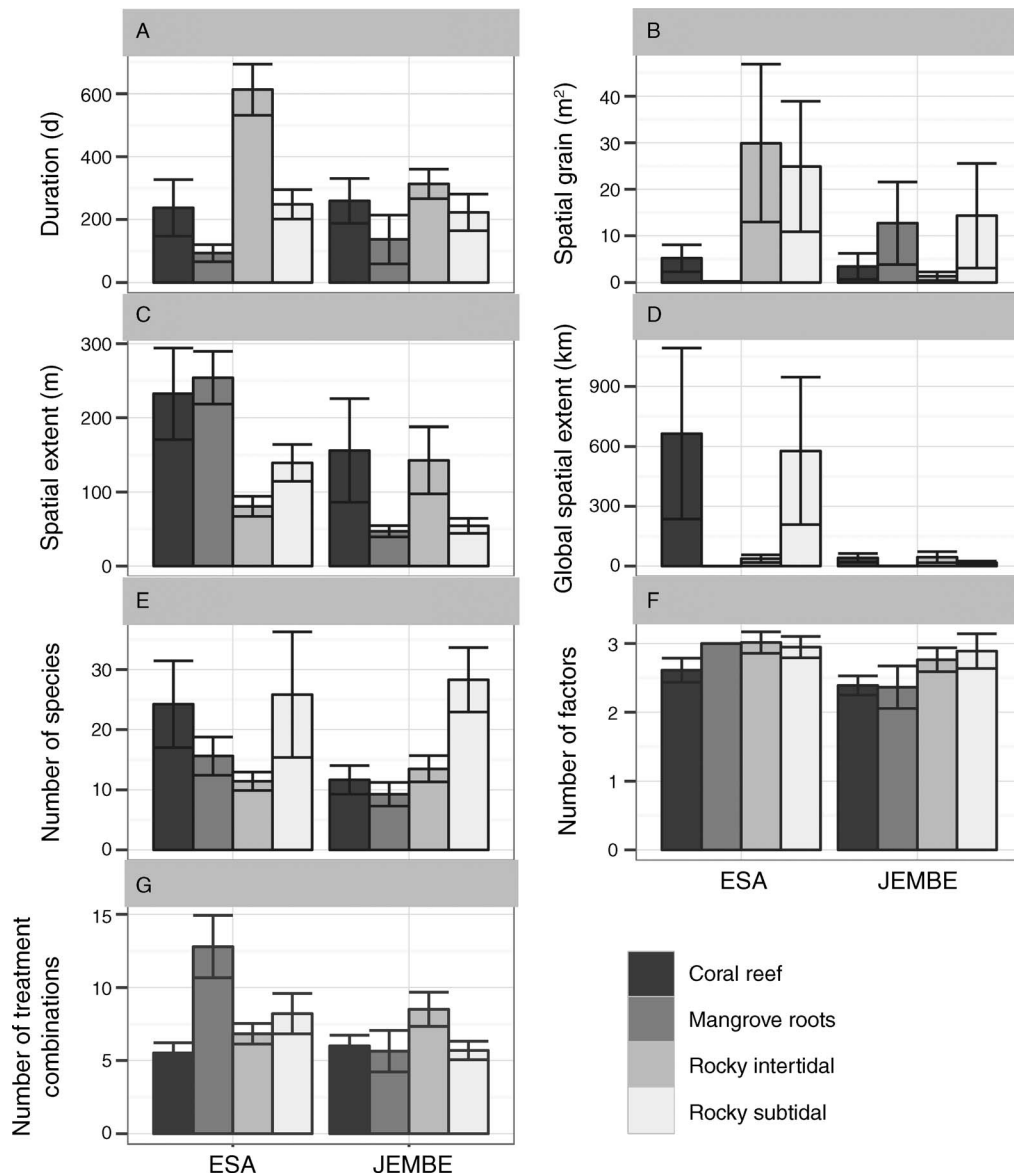 A
Duration (d)
600
400
200
0
B
Spatial grain (m²)
40
30
20
10
0
C
Spatial extent (m)
300
200
100
0
D
Global spatial extent (km)
900
600
300
0
E
Number of species
30
20
10
0
F
Number of factors
3
2
1
0
ESA
JEMBE
G
Number of treatment
combinations
15
10
5
0
ESA
JEMBE
Coral reef
Mangrove roots
Rocky intertidal
Rocky subtidal